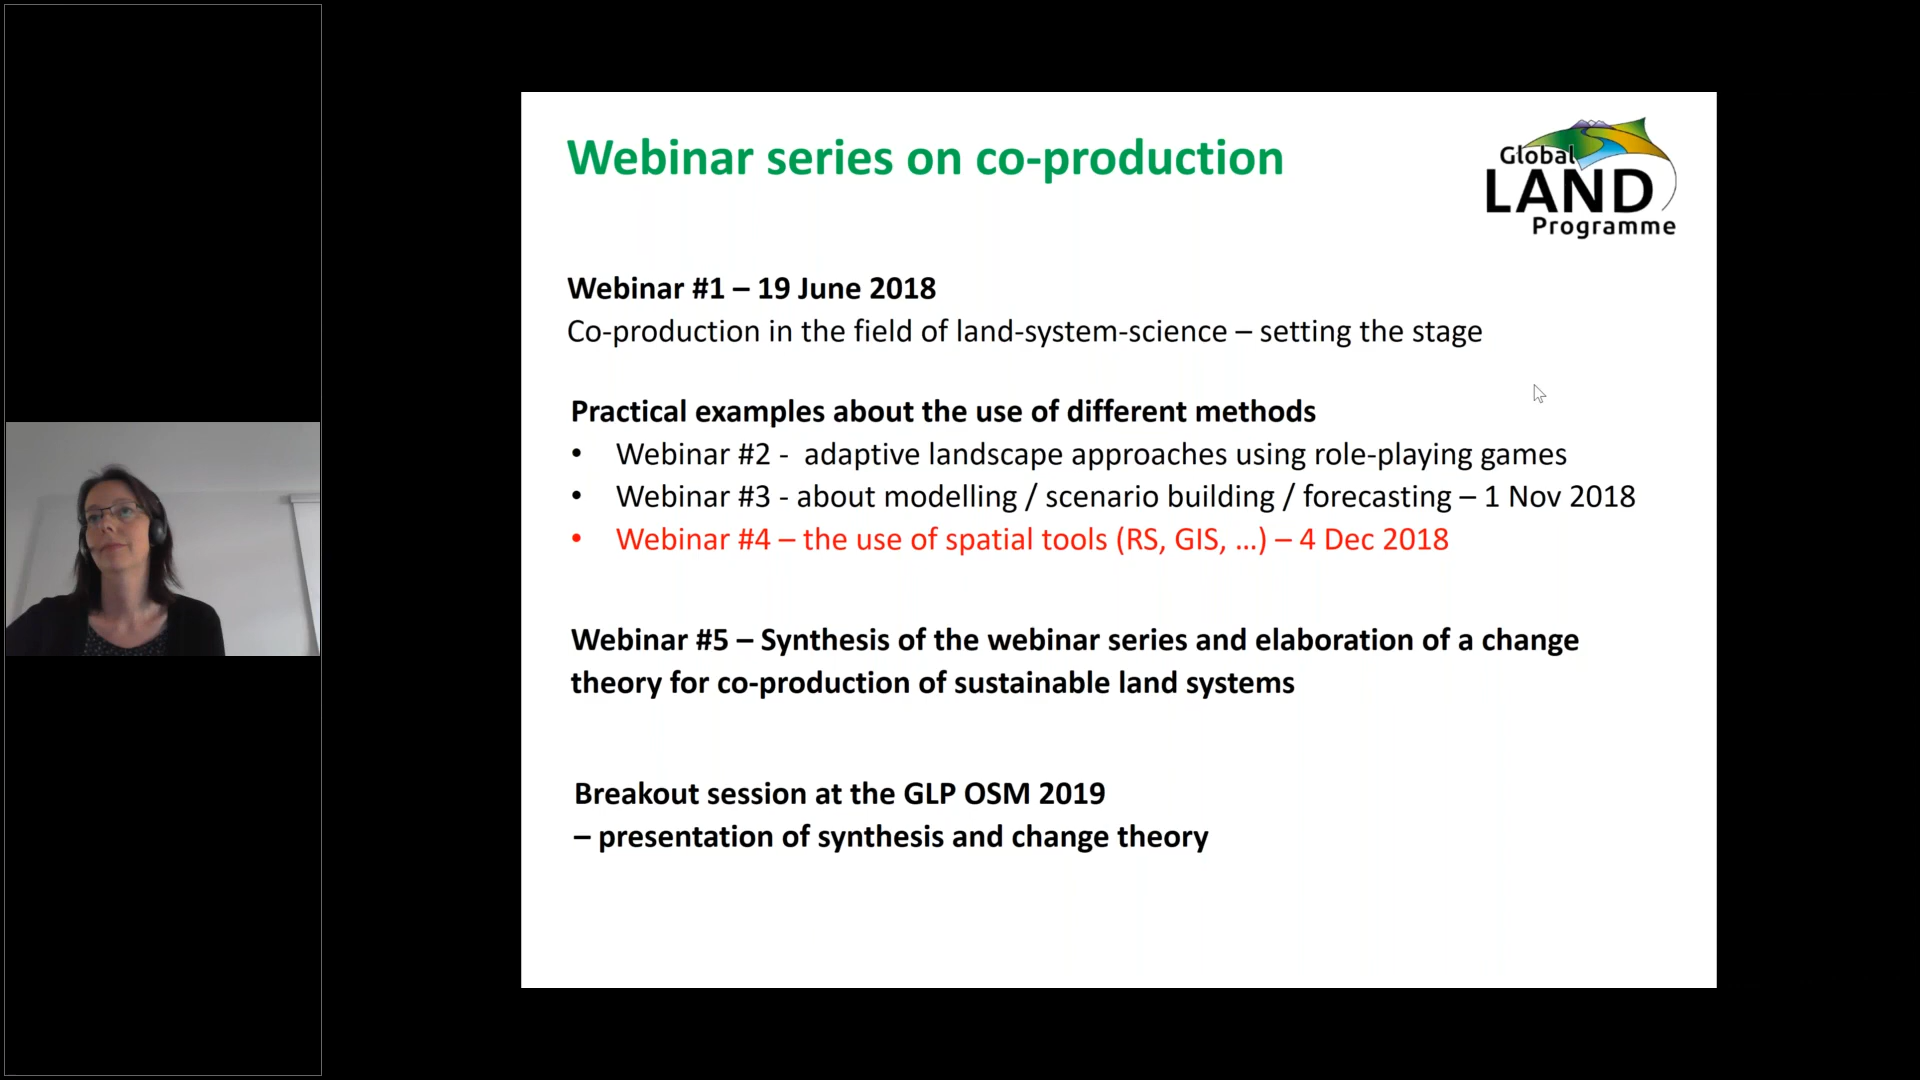 Webinar series on co-production
Global
LAND
Programme
Webinar #1 – 19 June 2018
Co-production in the field of land-system-science – setting the stage
Practical examples about the use of different methods
• Webinar #2 - adaptive landscape approaches using role-playing games
• Webinar #3 - about modelling / scenario building / forecasting – 1 Nov 2018
• Webinar #4 – the use of spatial tools (RS, GIS, …) – 4 Dec 2018
Webinar #5 – Synthesis of the webinar series and elaboration of a change
theory for co-production of sustainable land systems
Breakout session at the GLP OSM 2019
– presentation of synthesis and change theory